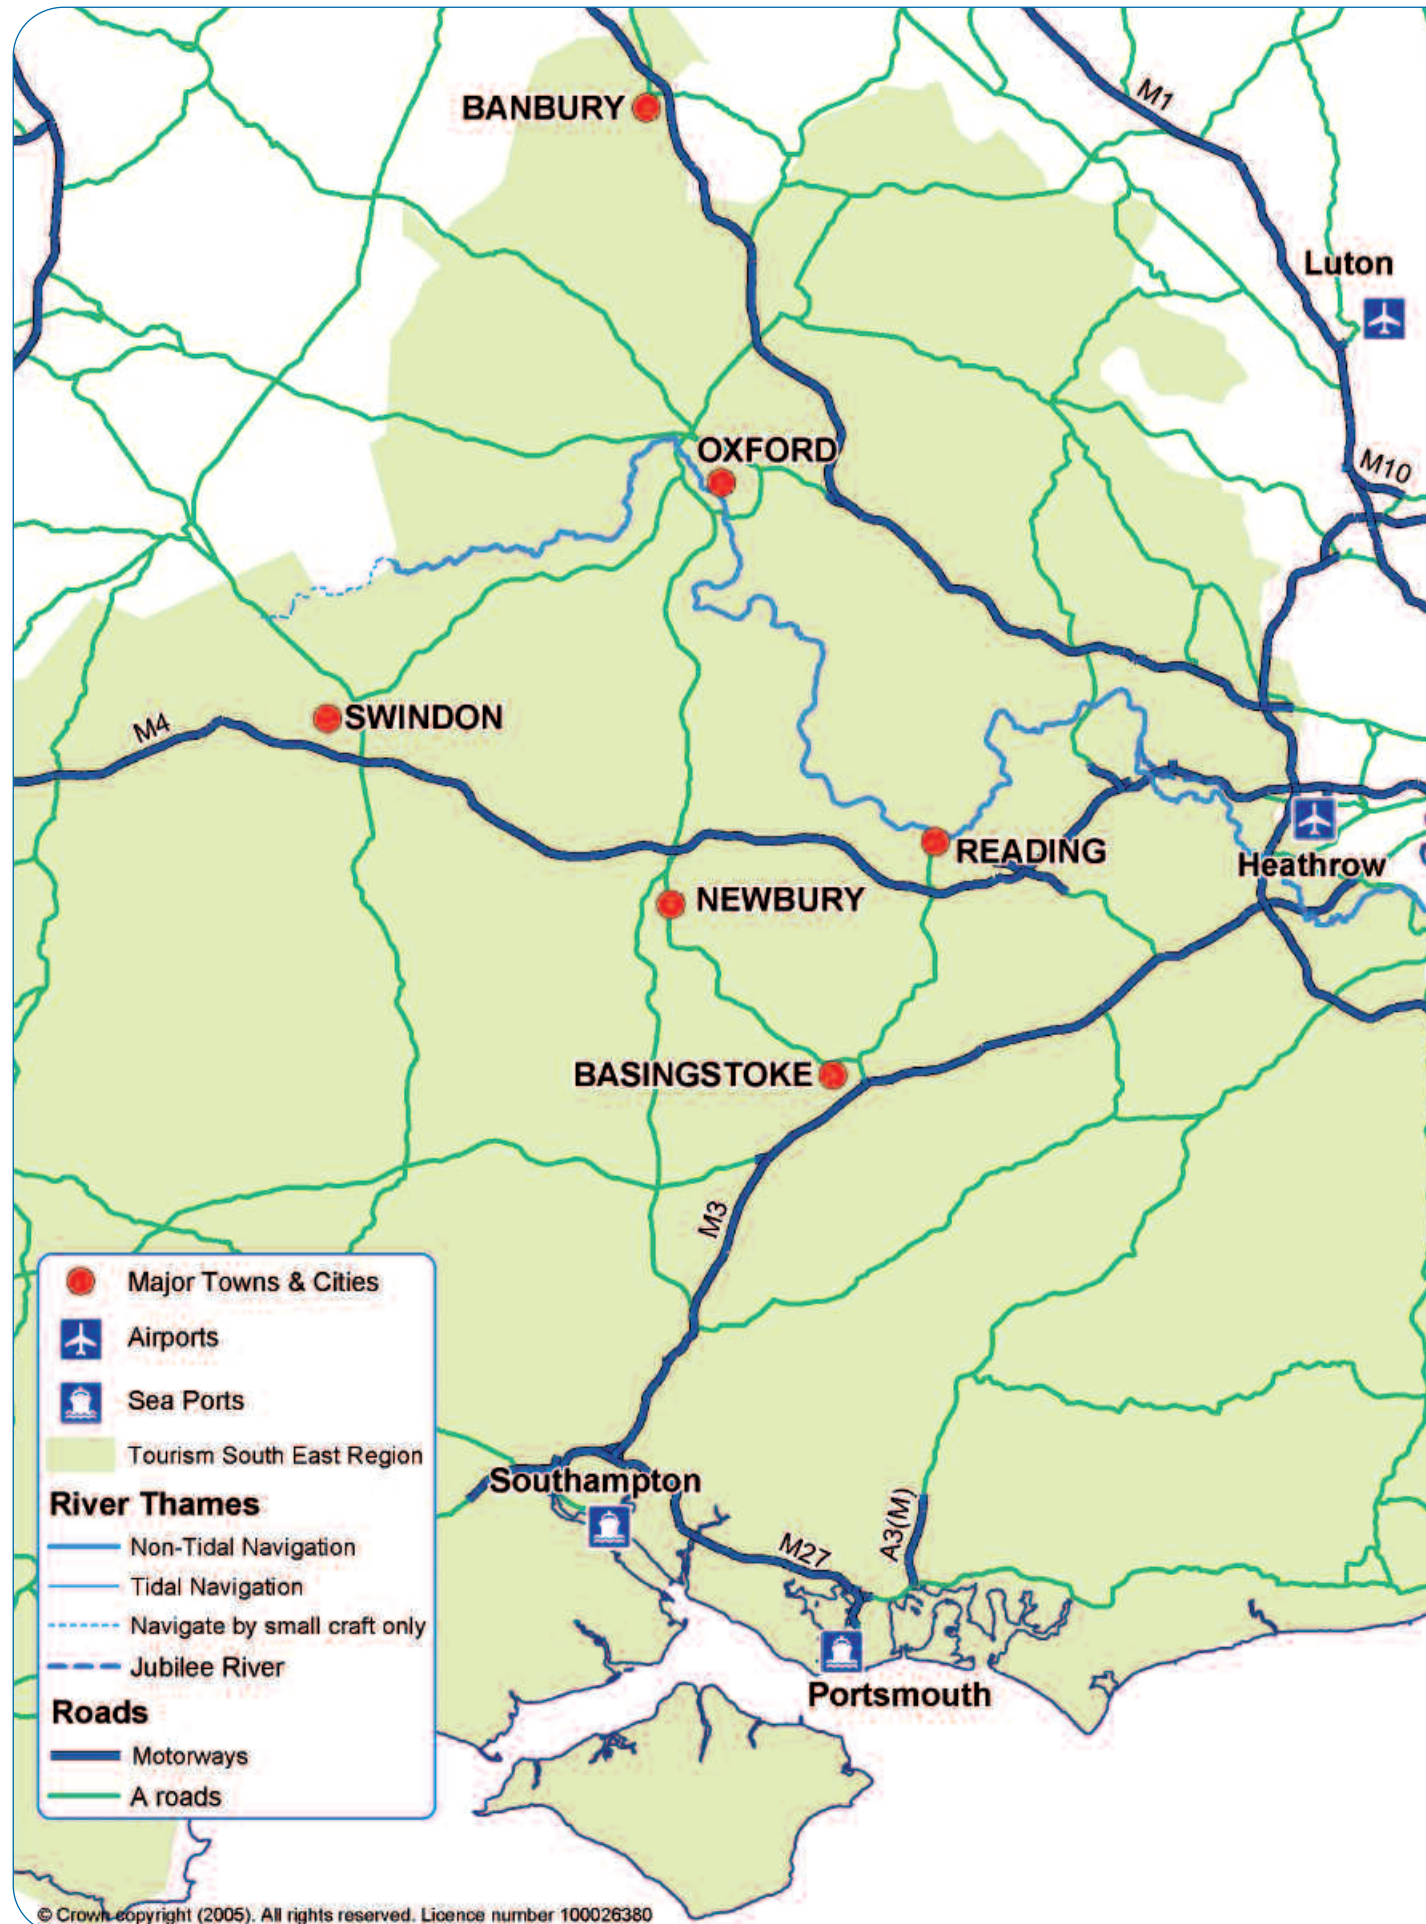 M1
BANBURY
Luton
OXFORD
M10
M4
SWINDON
READING
Heathrow
NEWBURY
BASINGSTOKE
M3
Major Towns & Cities
Airports
Sea Ports
Tourism South East Region
River Thames
Non-Tidal Navigation
Tidal Navigation
Navigate by small craft only
Jubilee River
Roads
Motorways
A roads
Southampton
M27
A3(M)
Portsmouth
© Crown copyright (2005). All rights reserved. Licence number 100026380